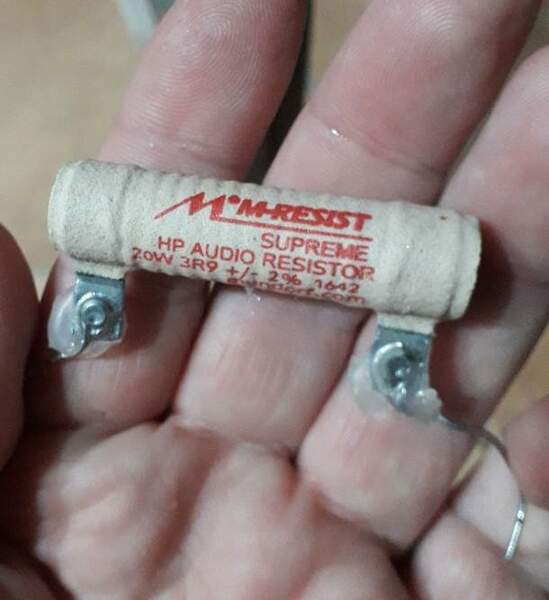 M-RESIST
SUPREME
HP AUDIO RESISTOR
20W 3R9 +/- 2% 1642